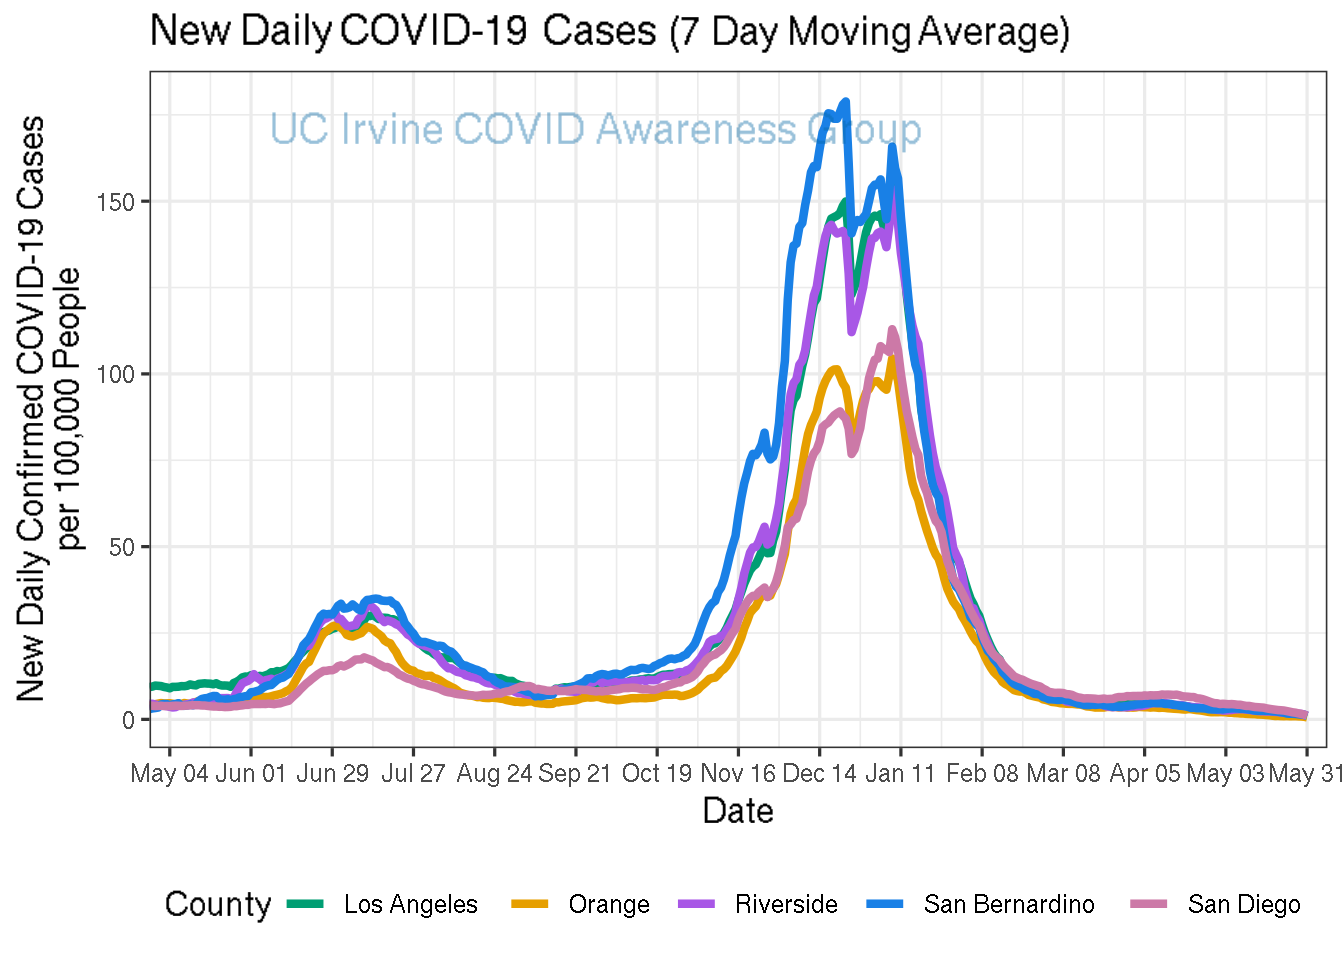 New Daily COVID-19 Cases (7 Day Moving Average)
UC Irvine COVID Awareness Group
New Daily Confirmed COVID-19 Cases
per 100,000 People
150
100
50
0
May 04 Jun 01 Jun 29 Jul 27 Aug 24 Sep 21 Oct 19 Nov 16 Dec 14 Jan 11 Feb 08 Mar 08 Apr 05 May 03 May 31
Date
County Los Angeles Orange Riverside San Bernardino San Diego